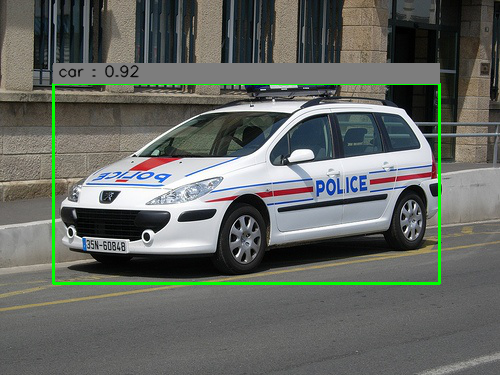 car : 0.92
POLICE
POLICE
35N-6084B